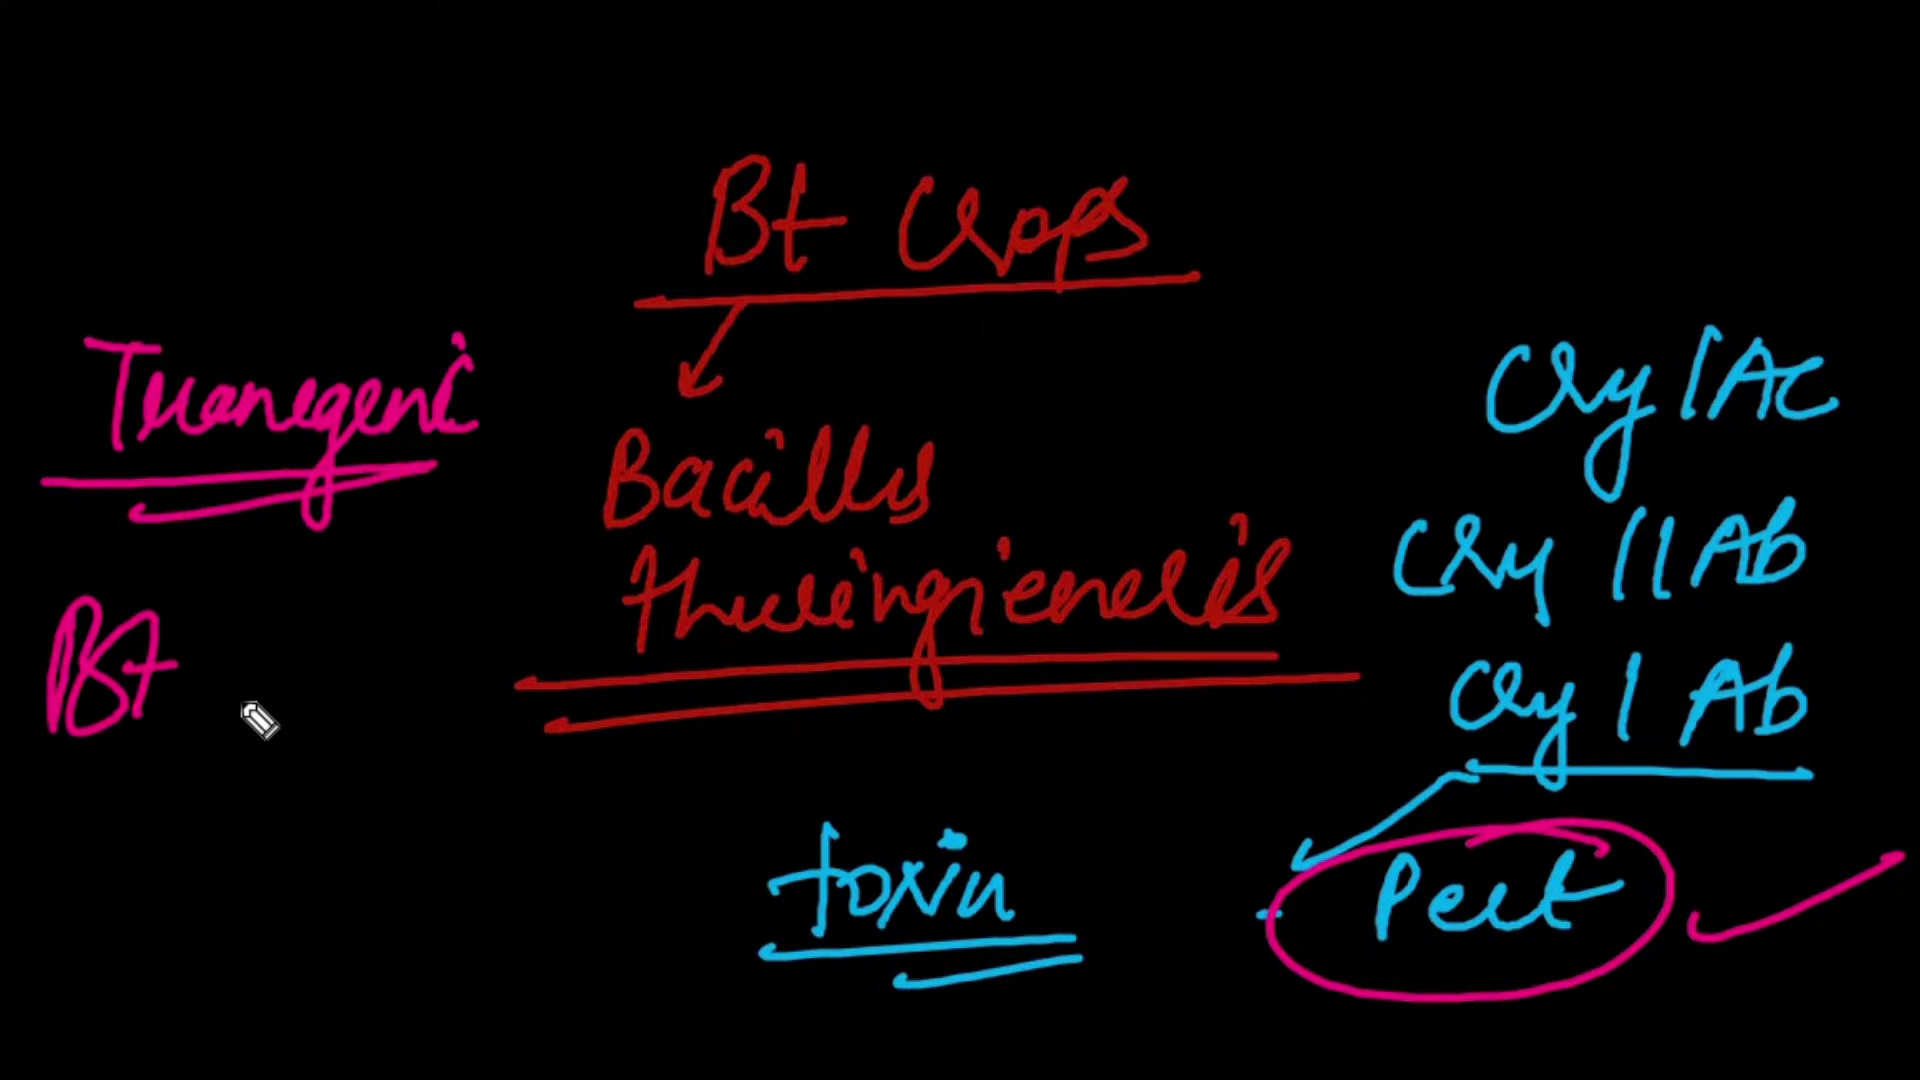 Bt Crops
Transgenic
Bacillus
thuringiensis
Bt
Cry IAc
Cry IIAb
Cry I Ab
toxin
Pest